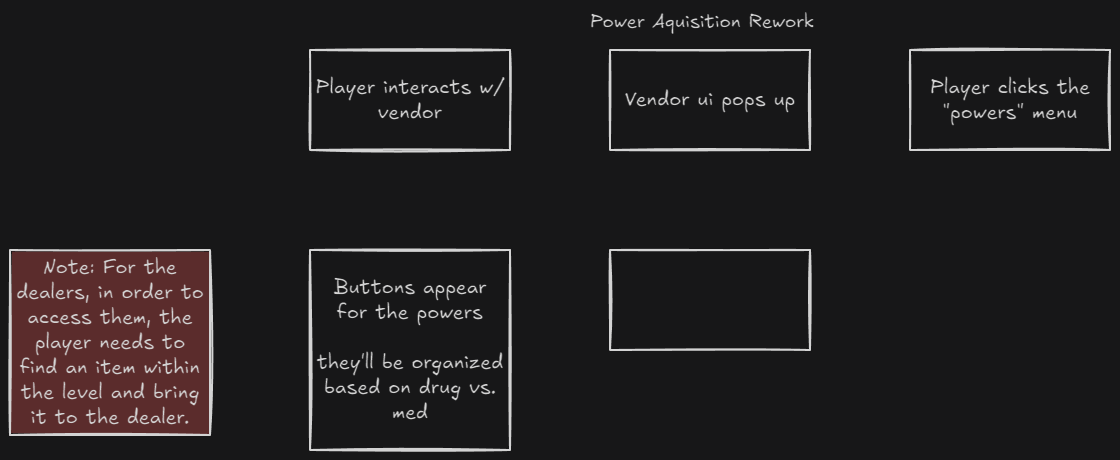 Power Aquisition Rework
Player interacts w/
vendor
Vendor ui pops up
Player clicks the
"powers" menu
Note: For the
dealers, in order to
access them, the
player needs to
find an item within
the level and bring
it to the dealer.
Buttons appear
for the powers
they'll be organized
based on drug vs.
med